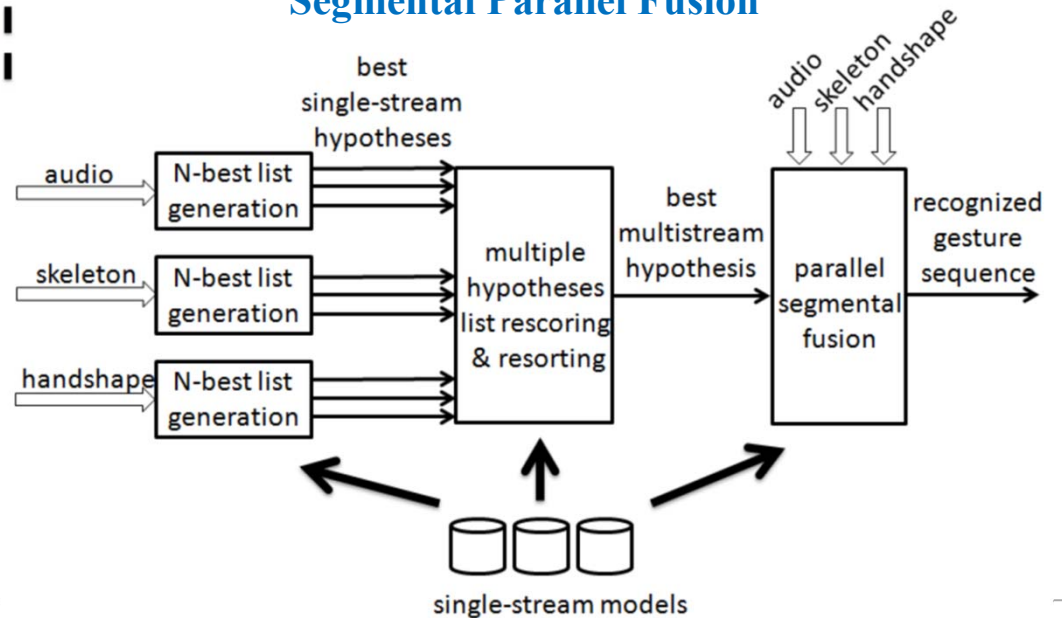 Segmental Parallel Fusion
best
single-stream
hypotheses
audio
skeleton
handshape
audio
N-best list
generation
skeleton
N-best list
generation
handshape
N-best list
generation
multiple
hypotheses
list rescoring
& resorting
best
multistream
hypothesis
parallel
segmental
fusion
recognized
gesture
sequence
single-stream models